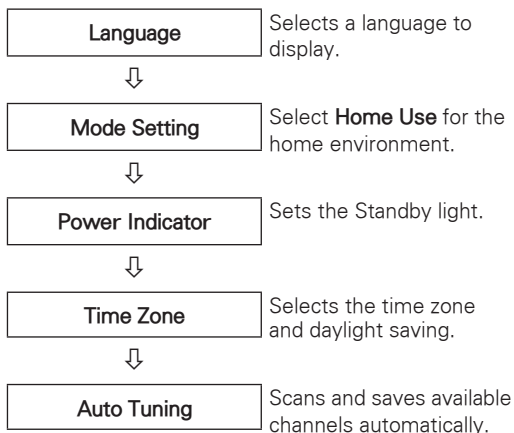 Language
Selects a language to
display.
Mode Setting
Select Home Use for the
home environment.
Power Indicator
Sets the Standby light.
Time Zone
Selects the time zone
and daylight saving.
Auto Tuning
Scans and saves available
channels automatically.